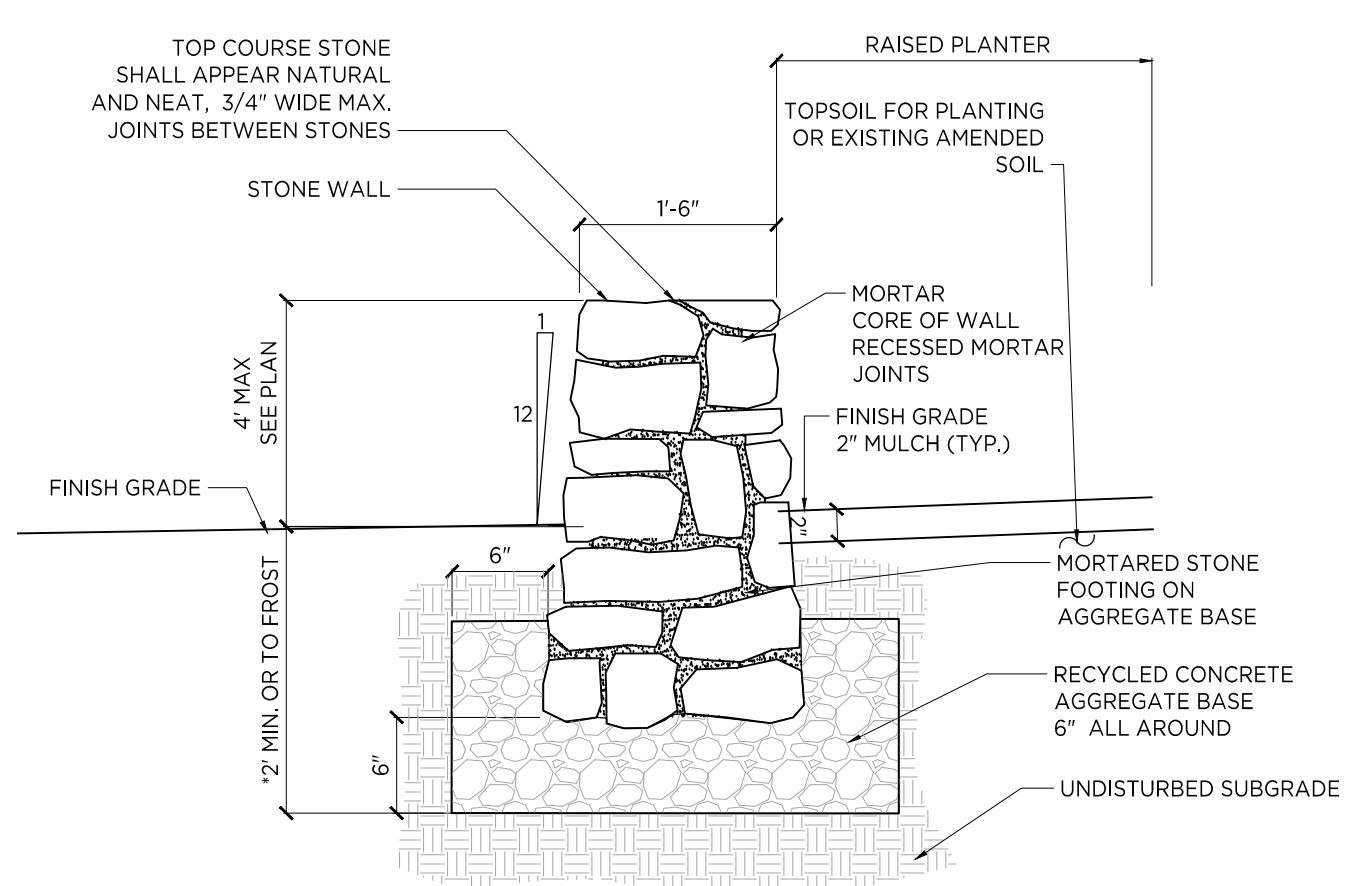 TOP COURSE STONE
SHALL APPEAR NATURAL
AND NEAT, 3/4" WIDE MAX.
JOINTS BETWEEN STONES
STONE WALL
RAISED PLANTER
TOPSOIL FOR PLANTING
OR EXISTING AMENDED
SOIL
1'-6"
MORTAR
CORE OF WALL
RECESSED MORTAR
JOINTS
1
12
4' MAX
SEE PLAN
FINISH GRADE
2" MULCH (TYP.)
FINISH GRADE
2"
6"
MORTARED STONE
FOOTING ON
AGGREGATE BASE
*2' MIN. OR TO FROST
RECYCLED CONCRETE
AGGREGATE BASE
6" ALL AROUND
6"
UNDISTURBED SUBGRADE